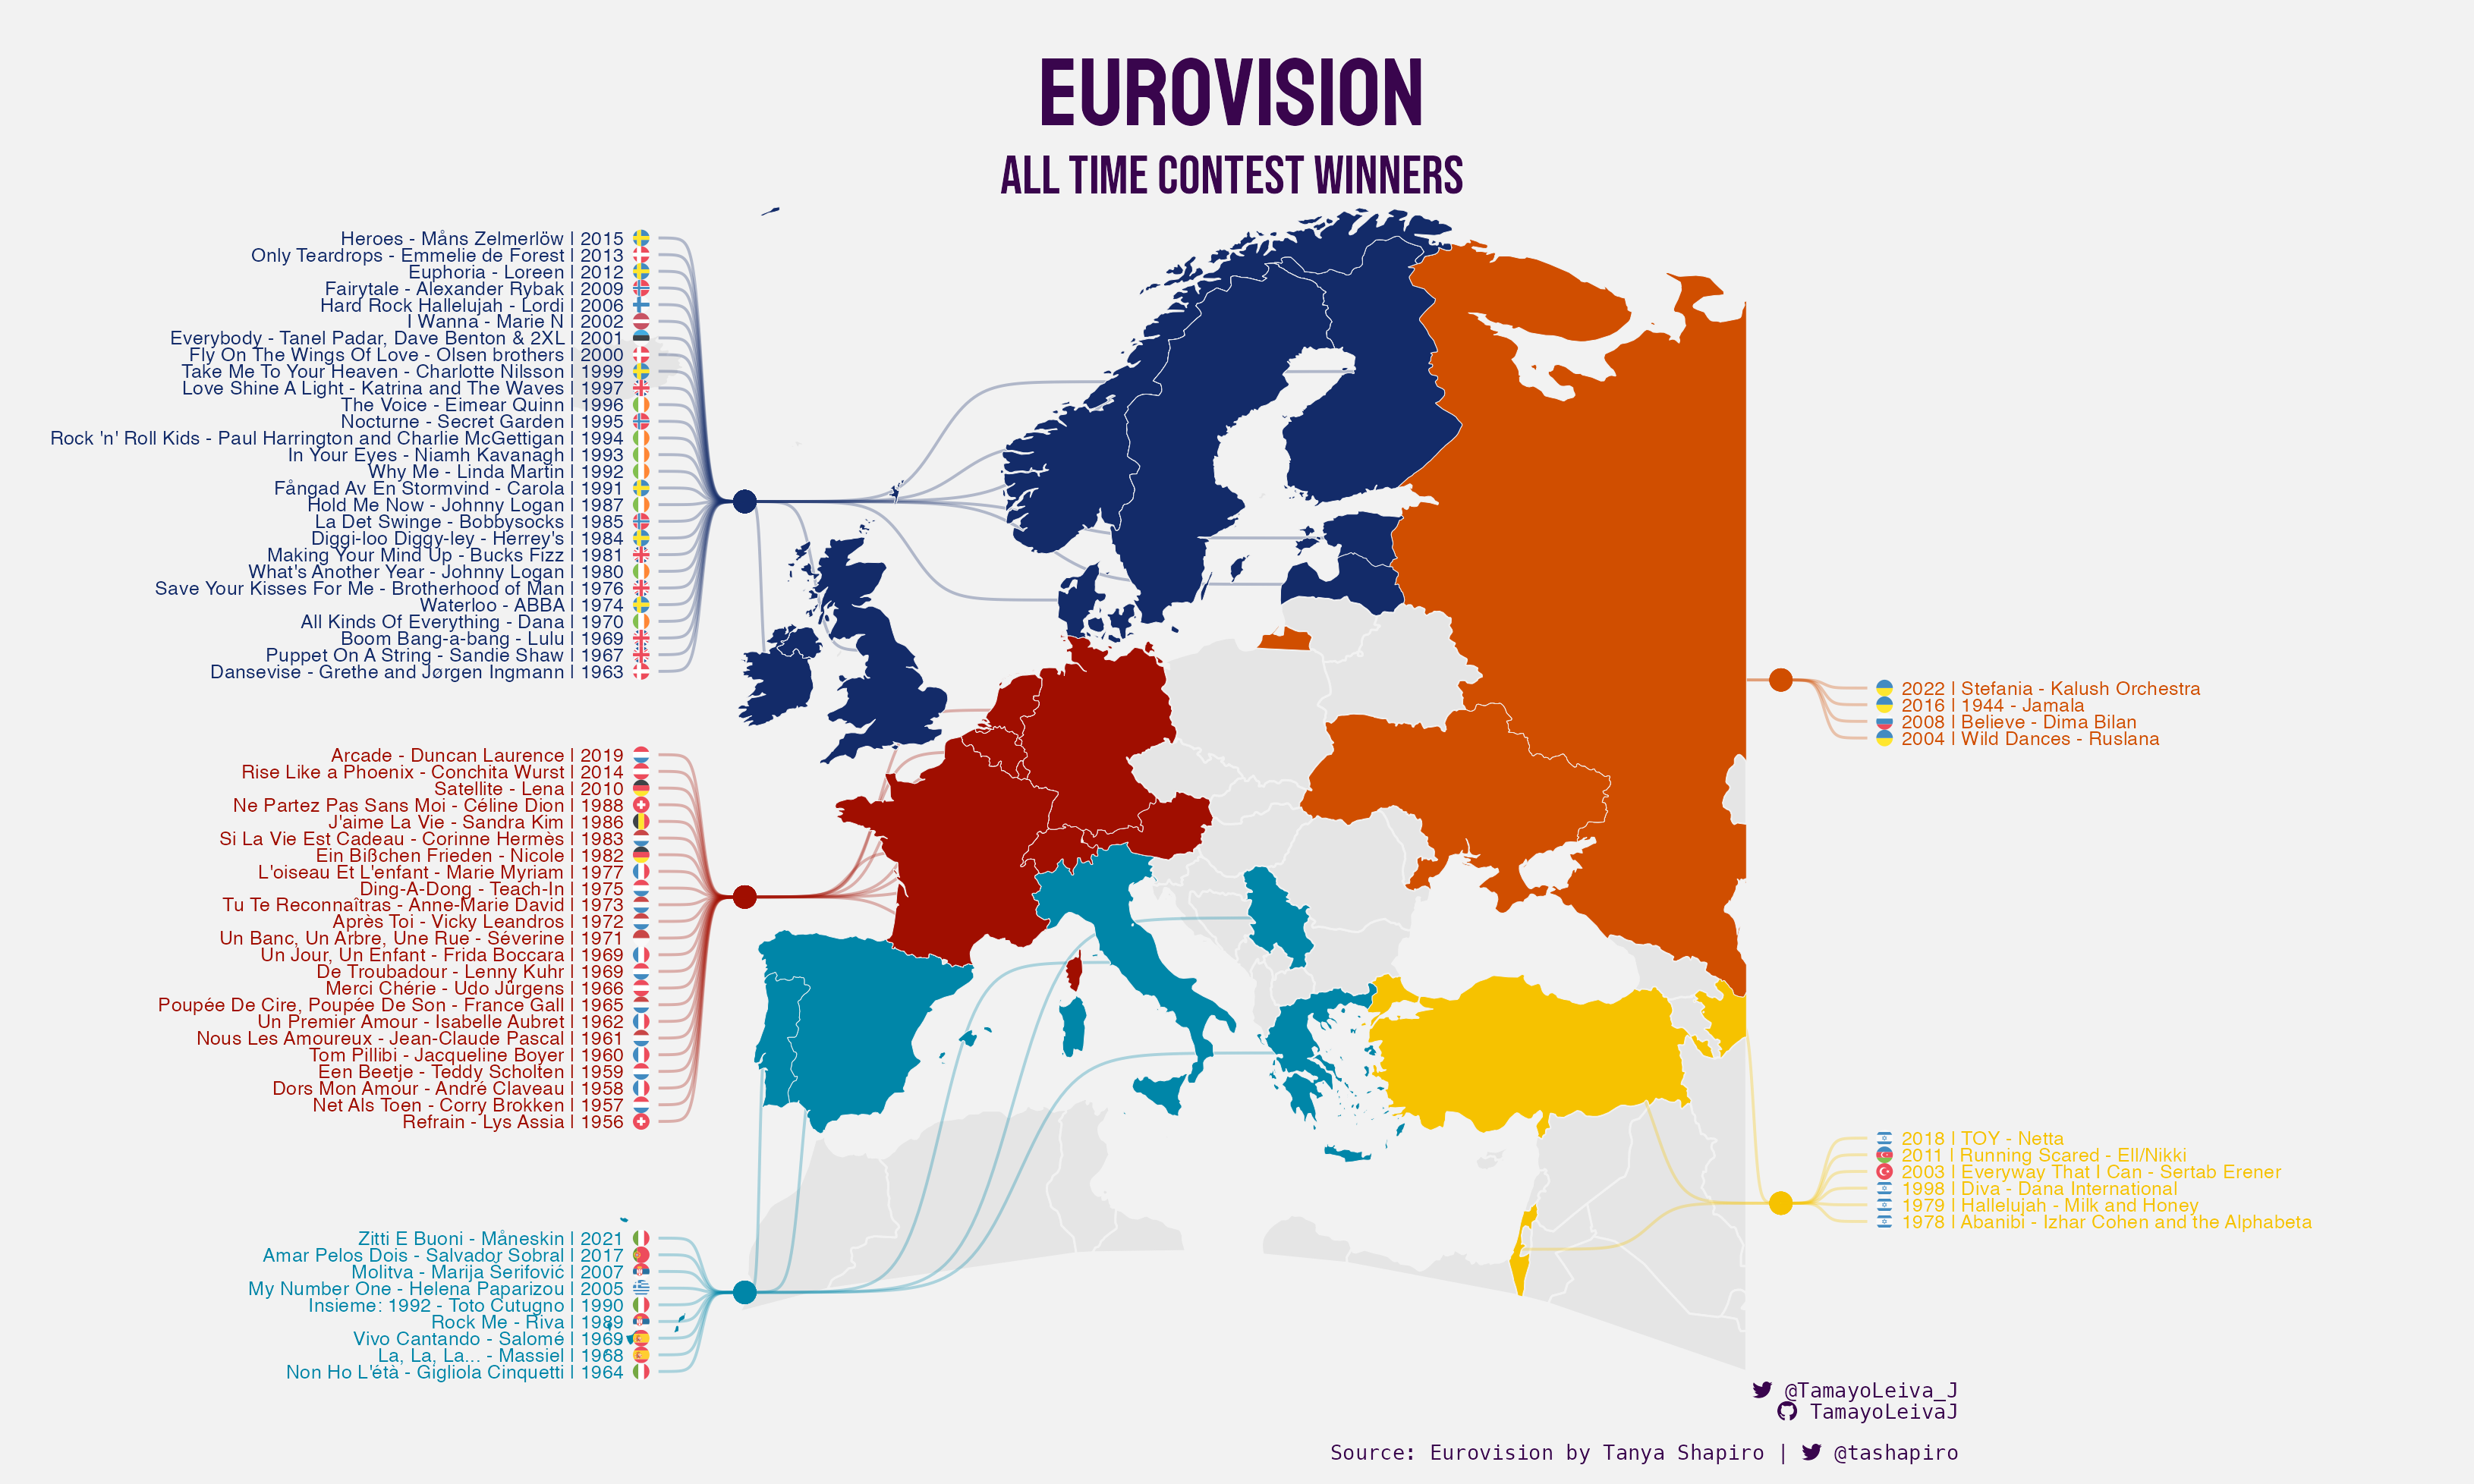 EUROVISION
ALL TIME CONTEST WINNERS
Heroes - Måns Zelmerlöw | 2015
Only Teardrops - Emmelie de Forest | 2013
Euphoria - Loreen | 2012
Fairytale - Alexander Rybak | 2009
Hard Rock Hallelujah - Lordi | 2006
I Wanna - Marie N | 2002
Everybody - Tanel Padar, Dave Benton & 2XL | 2001
Fly On The Wings Of Love - Olsen brothers | 2000
Take Me To Your Heaven - Charlotte Nilsson | 1999
Love Shine A Light - Katrina and The Waves | 1997
The Voice - Eimear Quinn | 1996
Nocturne - Secret Garden | 1995
Rock 'n' Roll Kids - Paul Harrington and Charlie McGettigan | 1994
In Your Eyes - Niamh Kavanagh | 1993
Why Me - Linda Martin | 1992
Fångad Av En Stormvind - Carola | 1991
Hold Me Now - Johnny Logan | 1987
La Det Swinge - Bobbysocks | 1985
Diggi-loo Diggy-ley - Herrey's | 1984
Making Your Mind Up - Bucks Fizz | 1981
What's Another Year - Johnny Logan | 1980
Save Your Kisses For Me - Brotherhood of Man | 1976
Waterloo - ABBA | 1974
All Kinds Of Everything - Dana | 1970
Boom Bang-a-bang - Lulu | 1969
Puppet On A String - Sandie Shaw | 1967
Dansevise - Grethe and Jørgen Ingmann | 1963
Arcade - Duncan Laurence | 2019
Rise Like a Phoenix - Conchita Wurst | 2014
Satellite - Lena | 2010
Ne Partez Pas Sans Moi - Céline Dion | 1988
J'aime La Vie - Sandra Kim | 1986
Si La Vie Est Cadeau - Corinne Hermès | 1983
Ein Bißchen Frieden - Nicole | 1982
L'oiseau Et L'enfant - Marie Myriam | 1977
Ding-A-Dong - Teach-In | 1975
Tu Te Reconnaîtras - Anne-Marie David | 1973
Après Toi - Vicky Leandros | 1972
Un Banc, Un Arbre, Une Rue - Séverine | 1971
Un Jour, Un Enfant - Frida Boccara | 1969
De Troubadour - Lenny Kuhr | 1969
Merci Chérie - Udo Jürgens | 1966
Poupée De Cire, Poupée De Son - France Gall | 1965
Un Premier Amour - Isabelle Aubret | 1962
Nous Les Amoureux - Jean-Claude Pascal | 1961
Tom Pillibi - Jacqueline Boyer | 1960
Een Beetje - Teddy Scholten | 1959
Dors Mon Amour - André Claveau | 1958
Net Als Toen - Corry Brokken | 1957
Refrain - Lys Assia | 1956
Zitti E Buoni - Måneskin | 2021
Amar Pelos Dois - Salvador Sobral | 2017
Molitva - Marija Serifović | 2007
My Number One - Helena Paparizou | 2005
Insieme: 1992 - Toto Cutugno | 1990
Rock Me - Riva | 1989
Vivo Cantando - Salomé | 1969
La, La, La... - Massiel | 1968
Non Ho L'étà - Gigliola Cinquetti | 1964
2022 | Stefania - Kalush Orchestra
2016 | 1944 - Jamala
2008 | Believe - Dima Bilan
2004 | Wild Dances - Ruslana
2018 | TOY - Netta
2011 | Running Scared - Ell/Nikki
2003 | Everyway That I Can - Sertab Erener
1998 | Diva - Dana International
1979 | Hallelujah - Milk and Honey
1978 | Abanibi - Izhar Cohen and the Alphabeta
@TamayoLeiva_J
TamayoLeivaJ
Source: Eurovision by Tanya Shapiro | @tashapiro